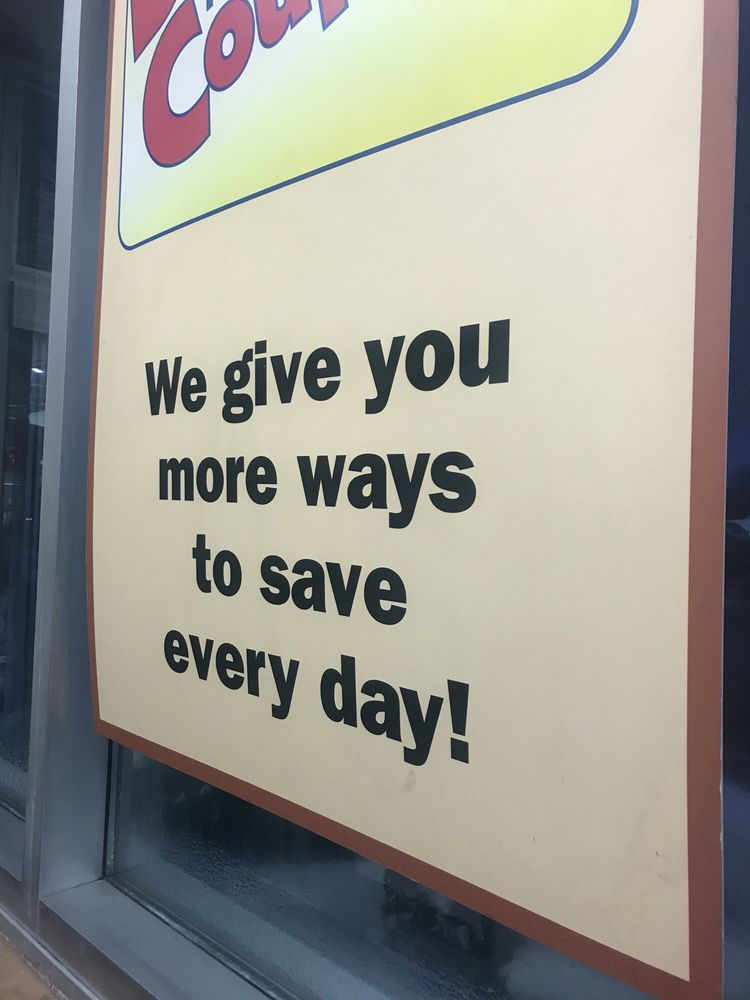 We give you
more ways
to save
every day!